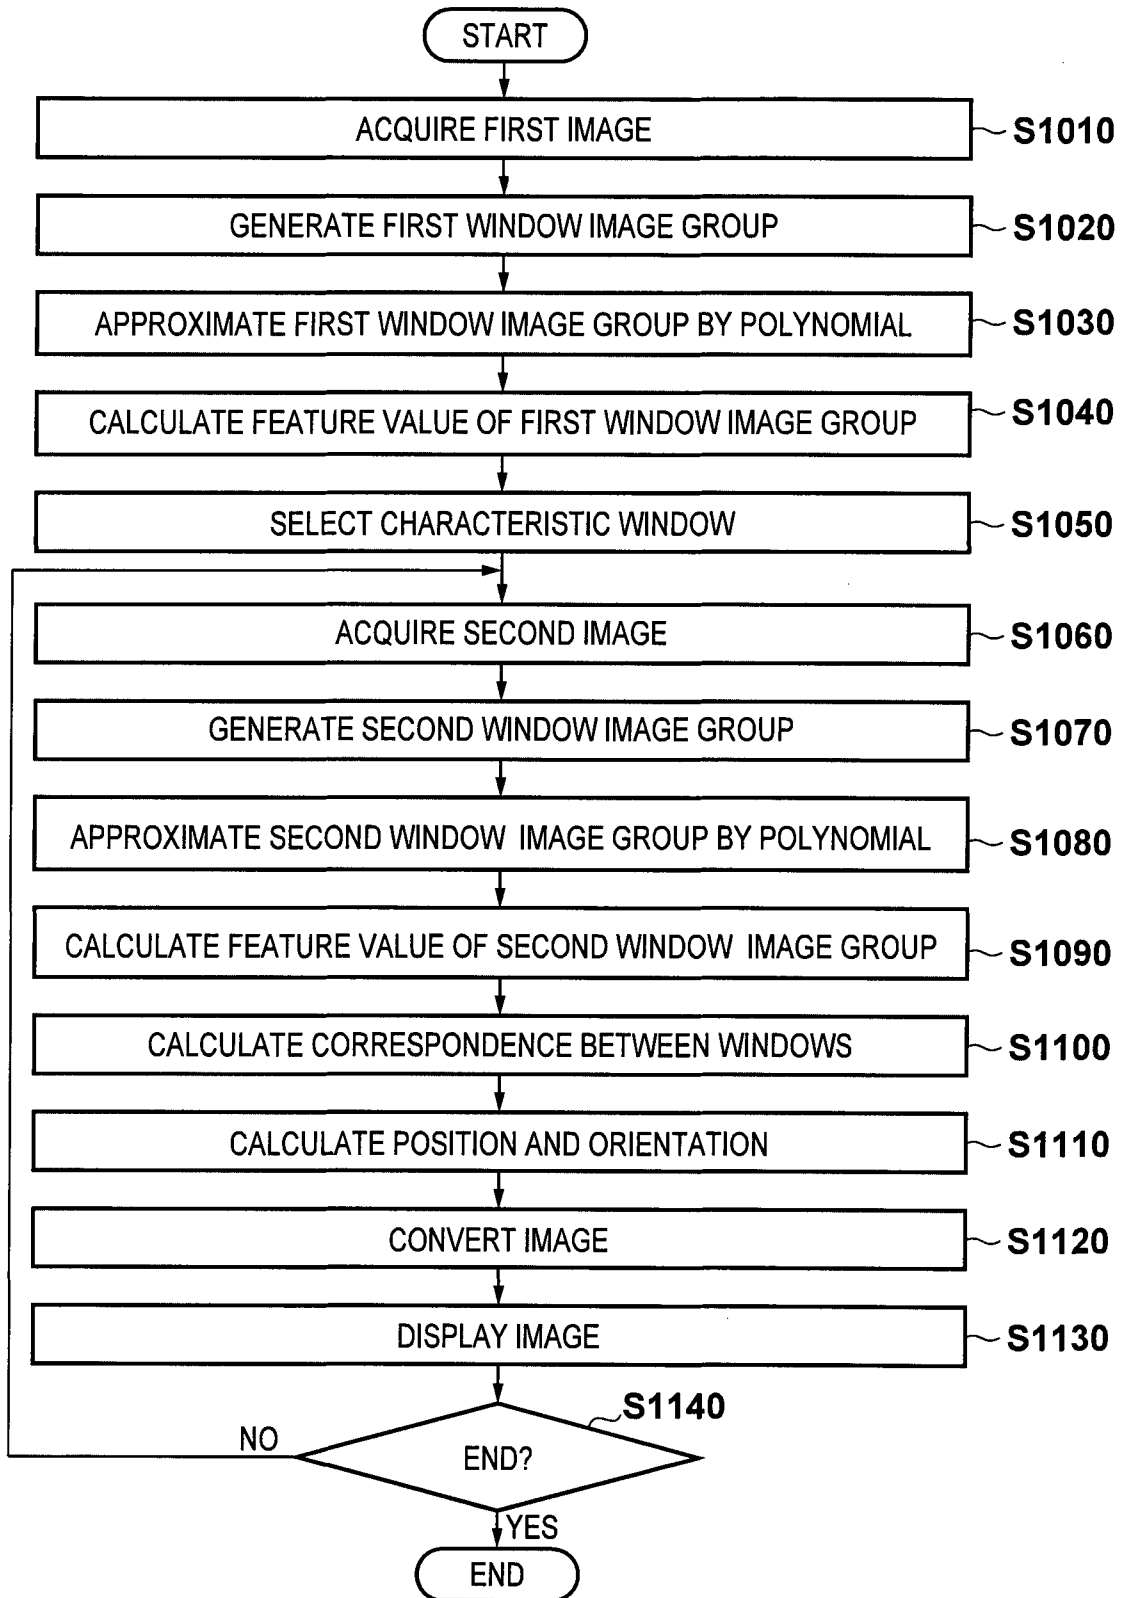 START
ACQUIRE FIRST IMAGE
S1010
GENERATE FIRST WINDOW IMAGE GROUP
S1020
APPROXIMATE FIRST WINDOW IMAGE GROUP BY POLYNOMIAL
S1030
CALCULATE FEATURE VALUE OF FIRST WINDOW IMAGE GROUP
S1040
SELECT CHARACTERISTIC WINDOW
S1050
ACQUIRE SECOND IMAGE
S1060
GENERATE SECOND WINDOW IMAGE GROUP
S1070
APPROXIMATE SECOND WINDOW IMAGE GROUP BY POLYNOMIAL
S1080
CALCULATE FEATURE VALUE OF SECOND WINDOW IMAGE GROUP
S1090
CALCULATE CORRESPONDENCE BETWEEN WINDOWS
S1100
CALCULATE POSITION AND ORIENTATION
S1110
CONVERT IMAGE
S1120
DISPLAY IMAGE
S1130
S1140
NO
END?
YES
END